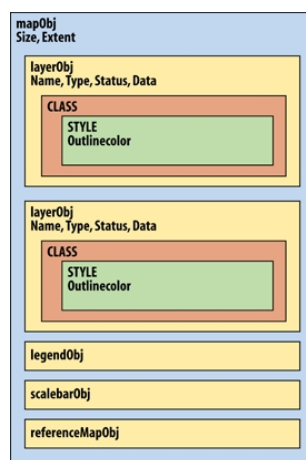 mapObj
Size, Extent
layerObj
Name, Type, Status, Data
CLASS
STYLE
Outlinecolor
layerObj
Name, Type, Status, Data
CLASS
STYLE
Outlinecolor
legendObj
scalebarObj
referenceMapObj